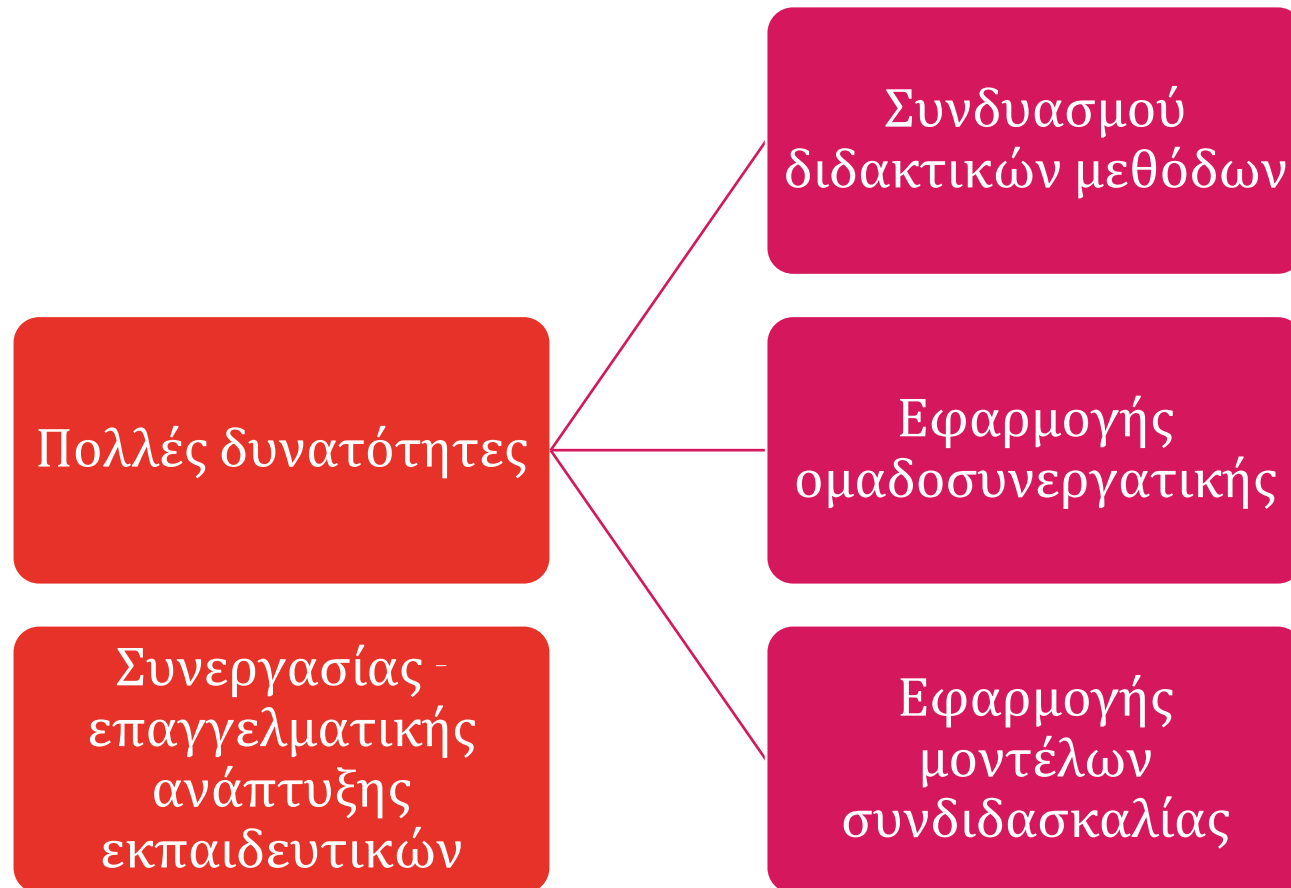 Πολλές δυνατότητες
Συνδυασμού
διδακτικών μεθόδων
Εφαρμογής
ομαδοσυνεργατικής
Εφαρμογής
μοντέλων
συνδιδασκαλίας
Συνεργασίας -
επαγγελματικής
ανάπτυξης
εκπαιδευτικών